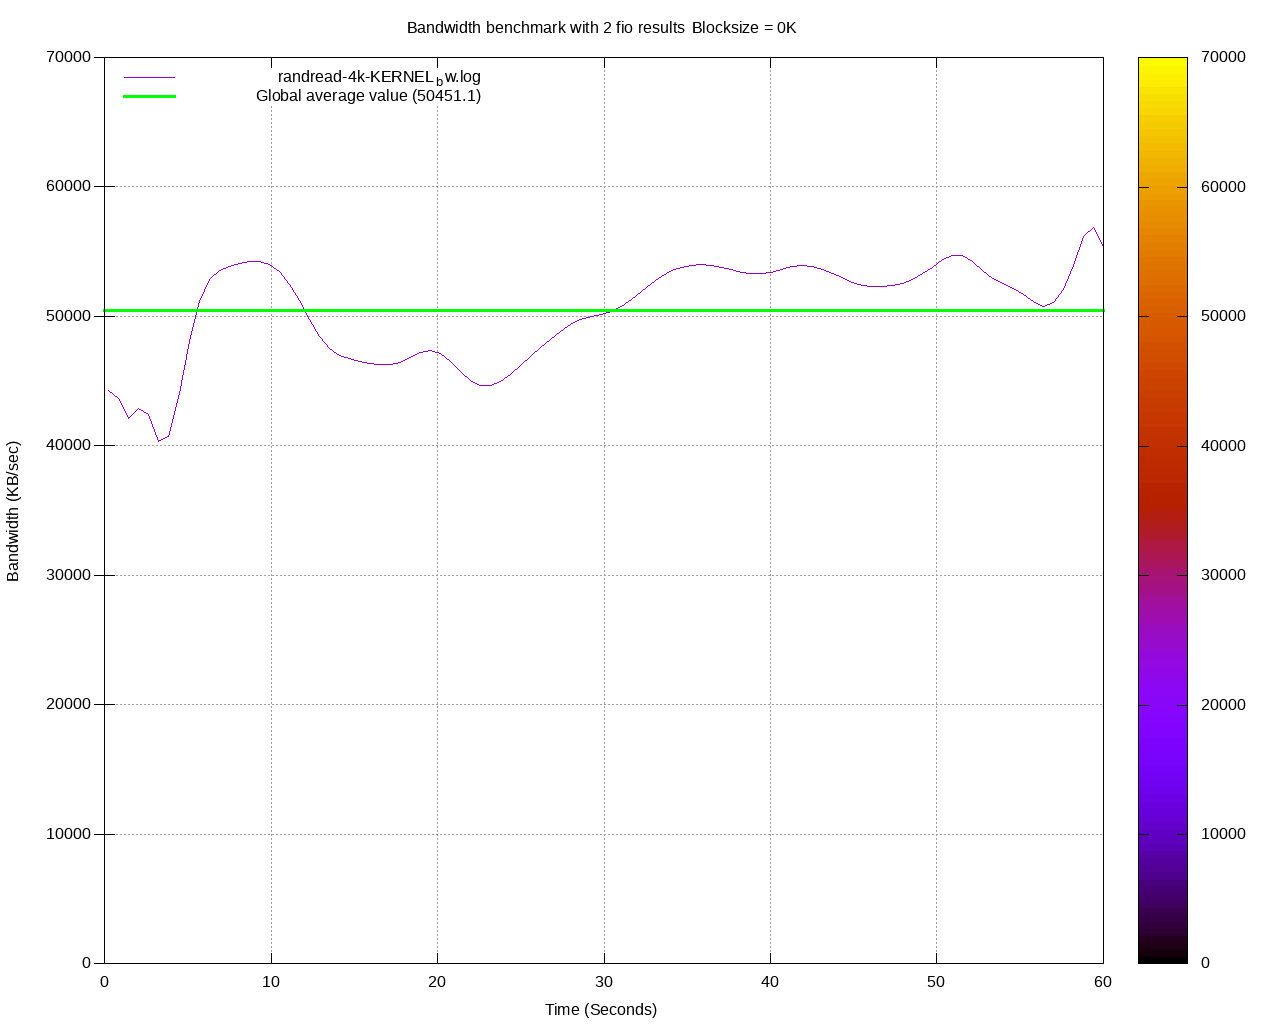 Bandwidth benchmark with 2 fio results Blocksize = 0K
randread-4k-KERNEL_bw.log
Global average value (50451.1)
70000
60000
50000
40000
30000
20000
10000
0
Bandwidth (KB/sec)
0 10 20 30 40 50 60
Time (Seconds)
70000
60000
50000
40000
30000
20000
10000
0